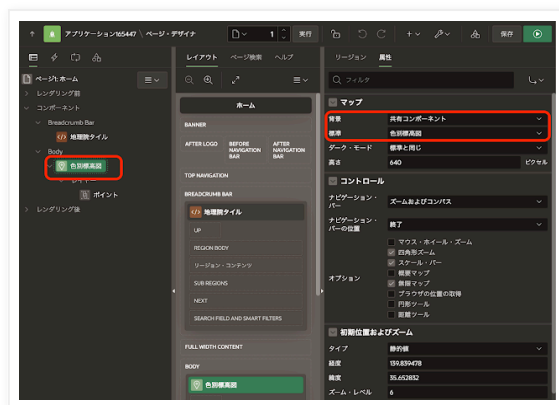 アプリケーション165447 \ ページ・デザイナ
1
実行
保存
ページ1: ホーム
レンダリング前
コンポーネント
Breadcrumb Bar
地理院タイル
Body
色別標高図
レイヤー
ポイント
レンダリング後
レイアウト ページ検索 ヘルプ
ホーム
BANNER
AFTER LOGO
BEFORE NAVIGATION BAR
AFTER NAVIGATION BAR
TOP NAVIGATION
BREADCRUMB BAR
地理院タイル
UP
REGION BODY
リージョン・コンテンツ
SUB REGIONS
NEXT
SEARCH FIELD AND SMART FILTERS
FULL WIDTH CONTENT
BODY
色別標高図
リージョン 属性
フィルタ
マップ
背景 共有コンポーネント
標準 色別標高図
ダーク・モード 標準と同じ
高さ 640 ピクセル
コントロール
ナビゲーション・バー ズームおよびコンパス
ナビゲーション・バーの位置 終了
オプション
マウス・ホイール・ズーム
四角形ズーム
スケール・バー
概要マップ
無限マップ
ブラウザの位置の取得
円形ツール
距離ツール
初期位置およびズーム
タイプ 静的値
経度 139.839478
緯度 35.652832
ズーム・レベル 6